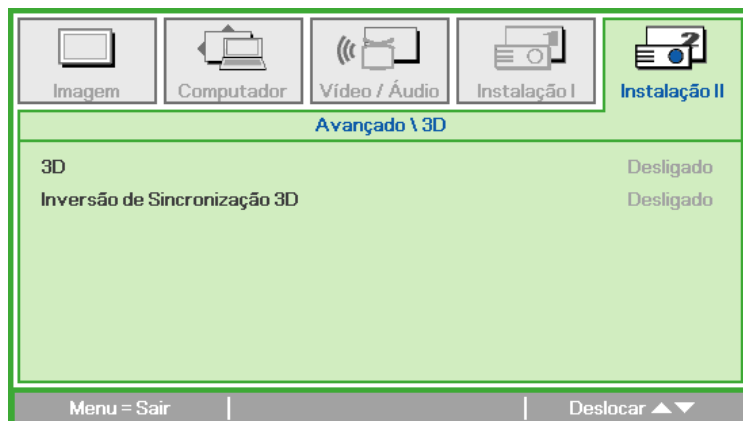 Imagem
Computador
Vídeo / Áudio
Instalação I
Instalação II
Avançado \ 3D
3D Desligado
Inversão de Sincronização 3D Desligado
Menu = Sair Deslocar ▲▼